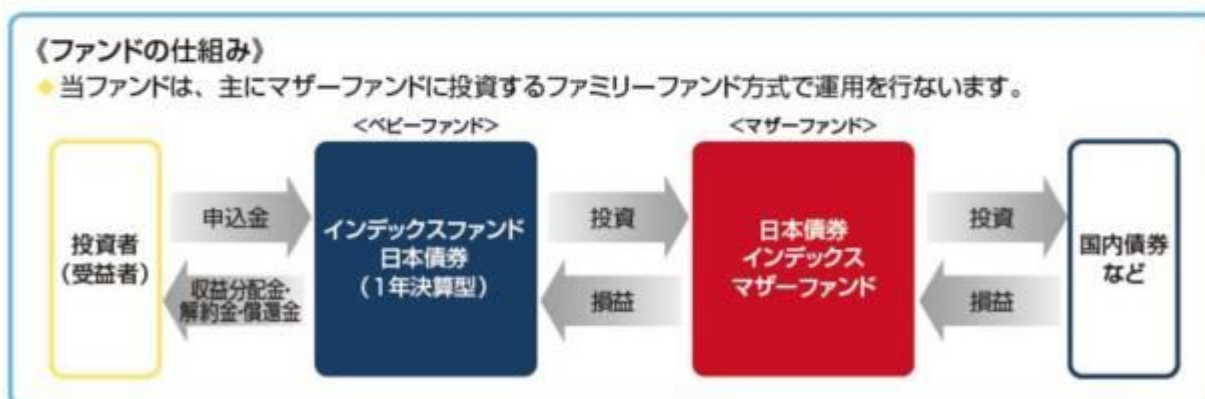 《ファンドの仕組み》
◆当ファンドは、主にマザーファンドに投資するファミリーファンド方式で運用を行ないます。
<ベビーファンド>
<マザーファンド>
投資者
（受益者）
申込金
収益分配金・
解約金・償還金
インデックスファンド
日本債券
（1年決算型）
投資
損益
日本債券
インデックス
マザーファンド
投資
損益
国内債券
など